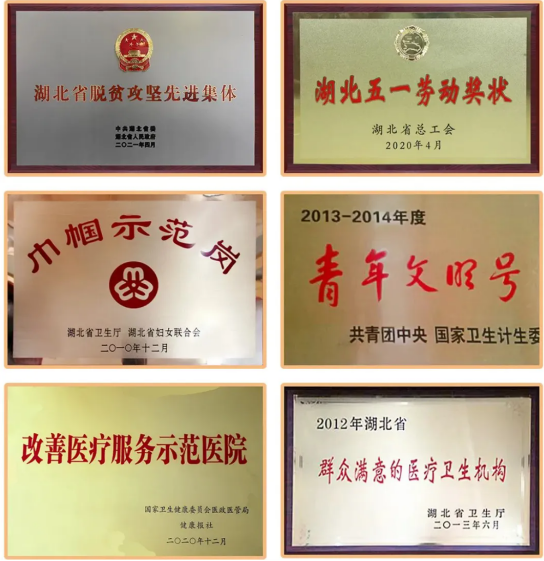 湖北省脱贫攻坚先进集体
中共湖北省委
湖北省人民政府
二〇二一年四月
湖北五一劳动奖状
湖北省总工会
2020年4月
巾帼示范岗
湖北省卫生厅 湖北省妇女联合会
二〇一〇年十二月
2013-2014年度
青年文明号
共青团中央 国家卫生计生委
改善医疗服务示范医院
国家卫生健康委员会医政医管局
健康报社
二〇二〇年十二月
2012年湖北省
群众满意的医疗卫生机构
湖北省卫生厅
二〇一三年六月